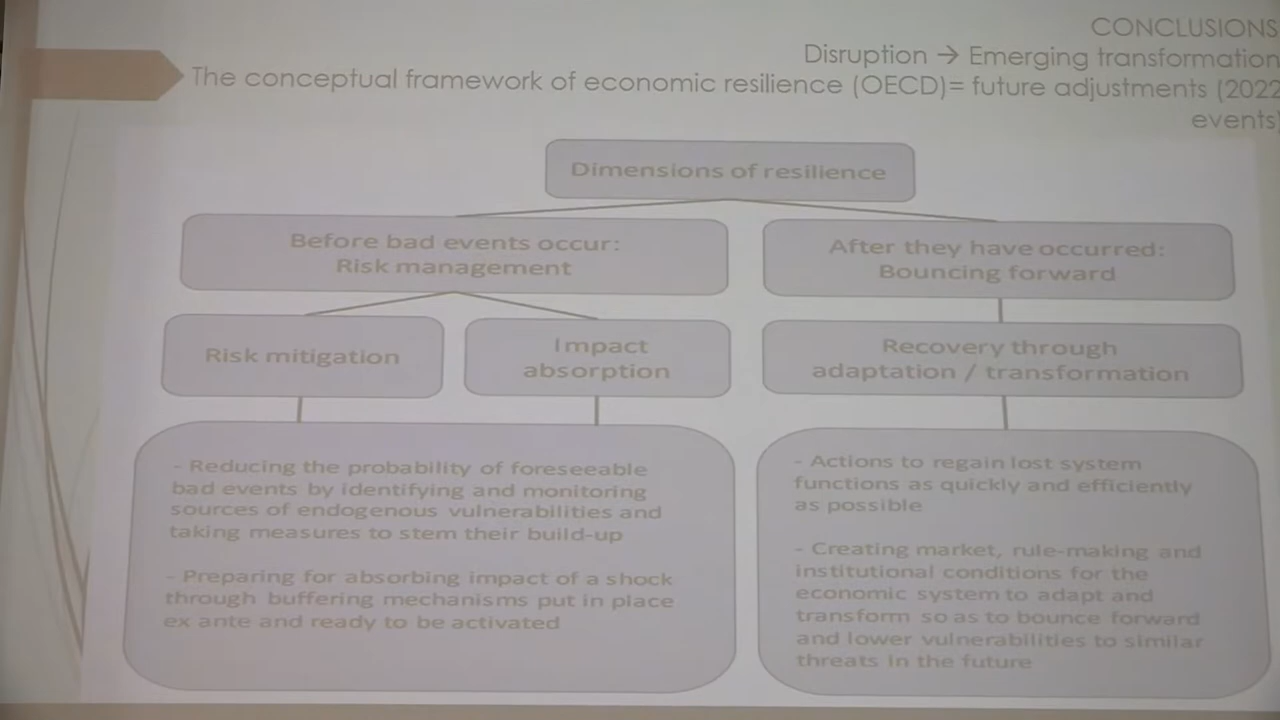 CONCLUSIONS
Disruption → Emerging transformation
The conceptual framework of economic resilience (OECD)= future adjustments (2022
events)
Dimensions of resilience
Before bad events occur:
Risk management
After they have occurred:
Bouncing forward
Risk mitigation
Impact
absorption
Recovery through
adaptation / transformation
- Reducing the probability of foreseeable
bad events by identifying and monitoring
sources of endogenous vulnerabilities and
taking measures to stem their build-up
- Preparing for absorbing impact of a shock
through buffering mechanisms put in place
ex ante and ready to be activated
- Actions to regain lost system
functions as quickly and efficiently
as possible
- Creating market, rule-making and
institutional conditions for the
economic system to adapt and
transform so as to bounce forward
and lower vulnerabilities to similar
threats in the future